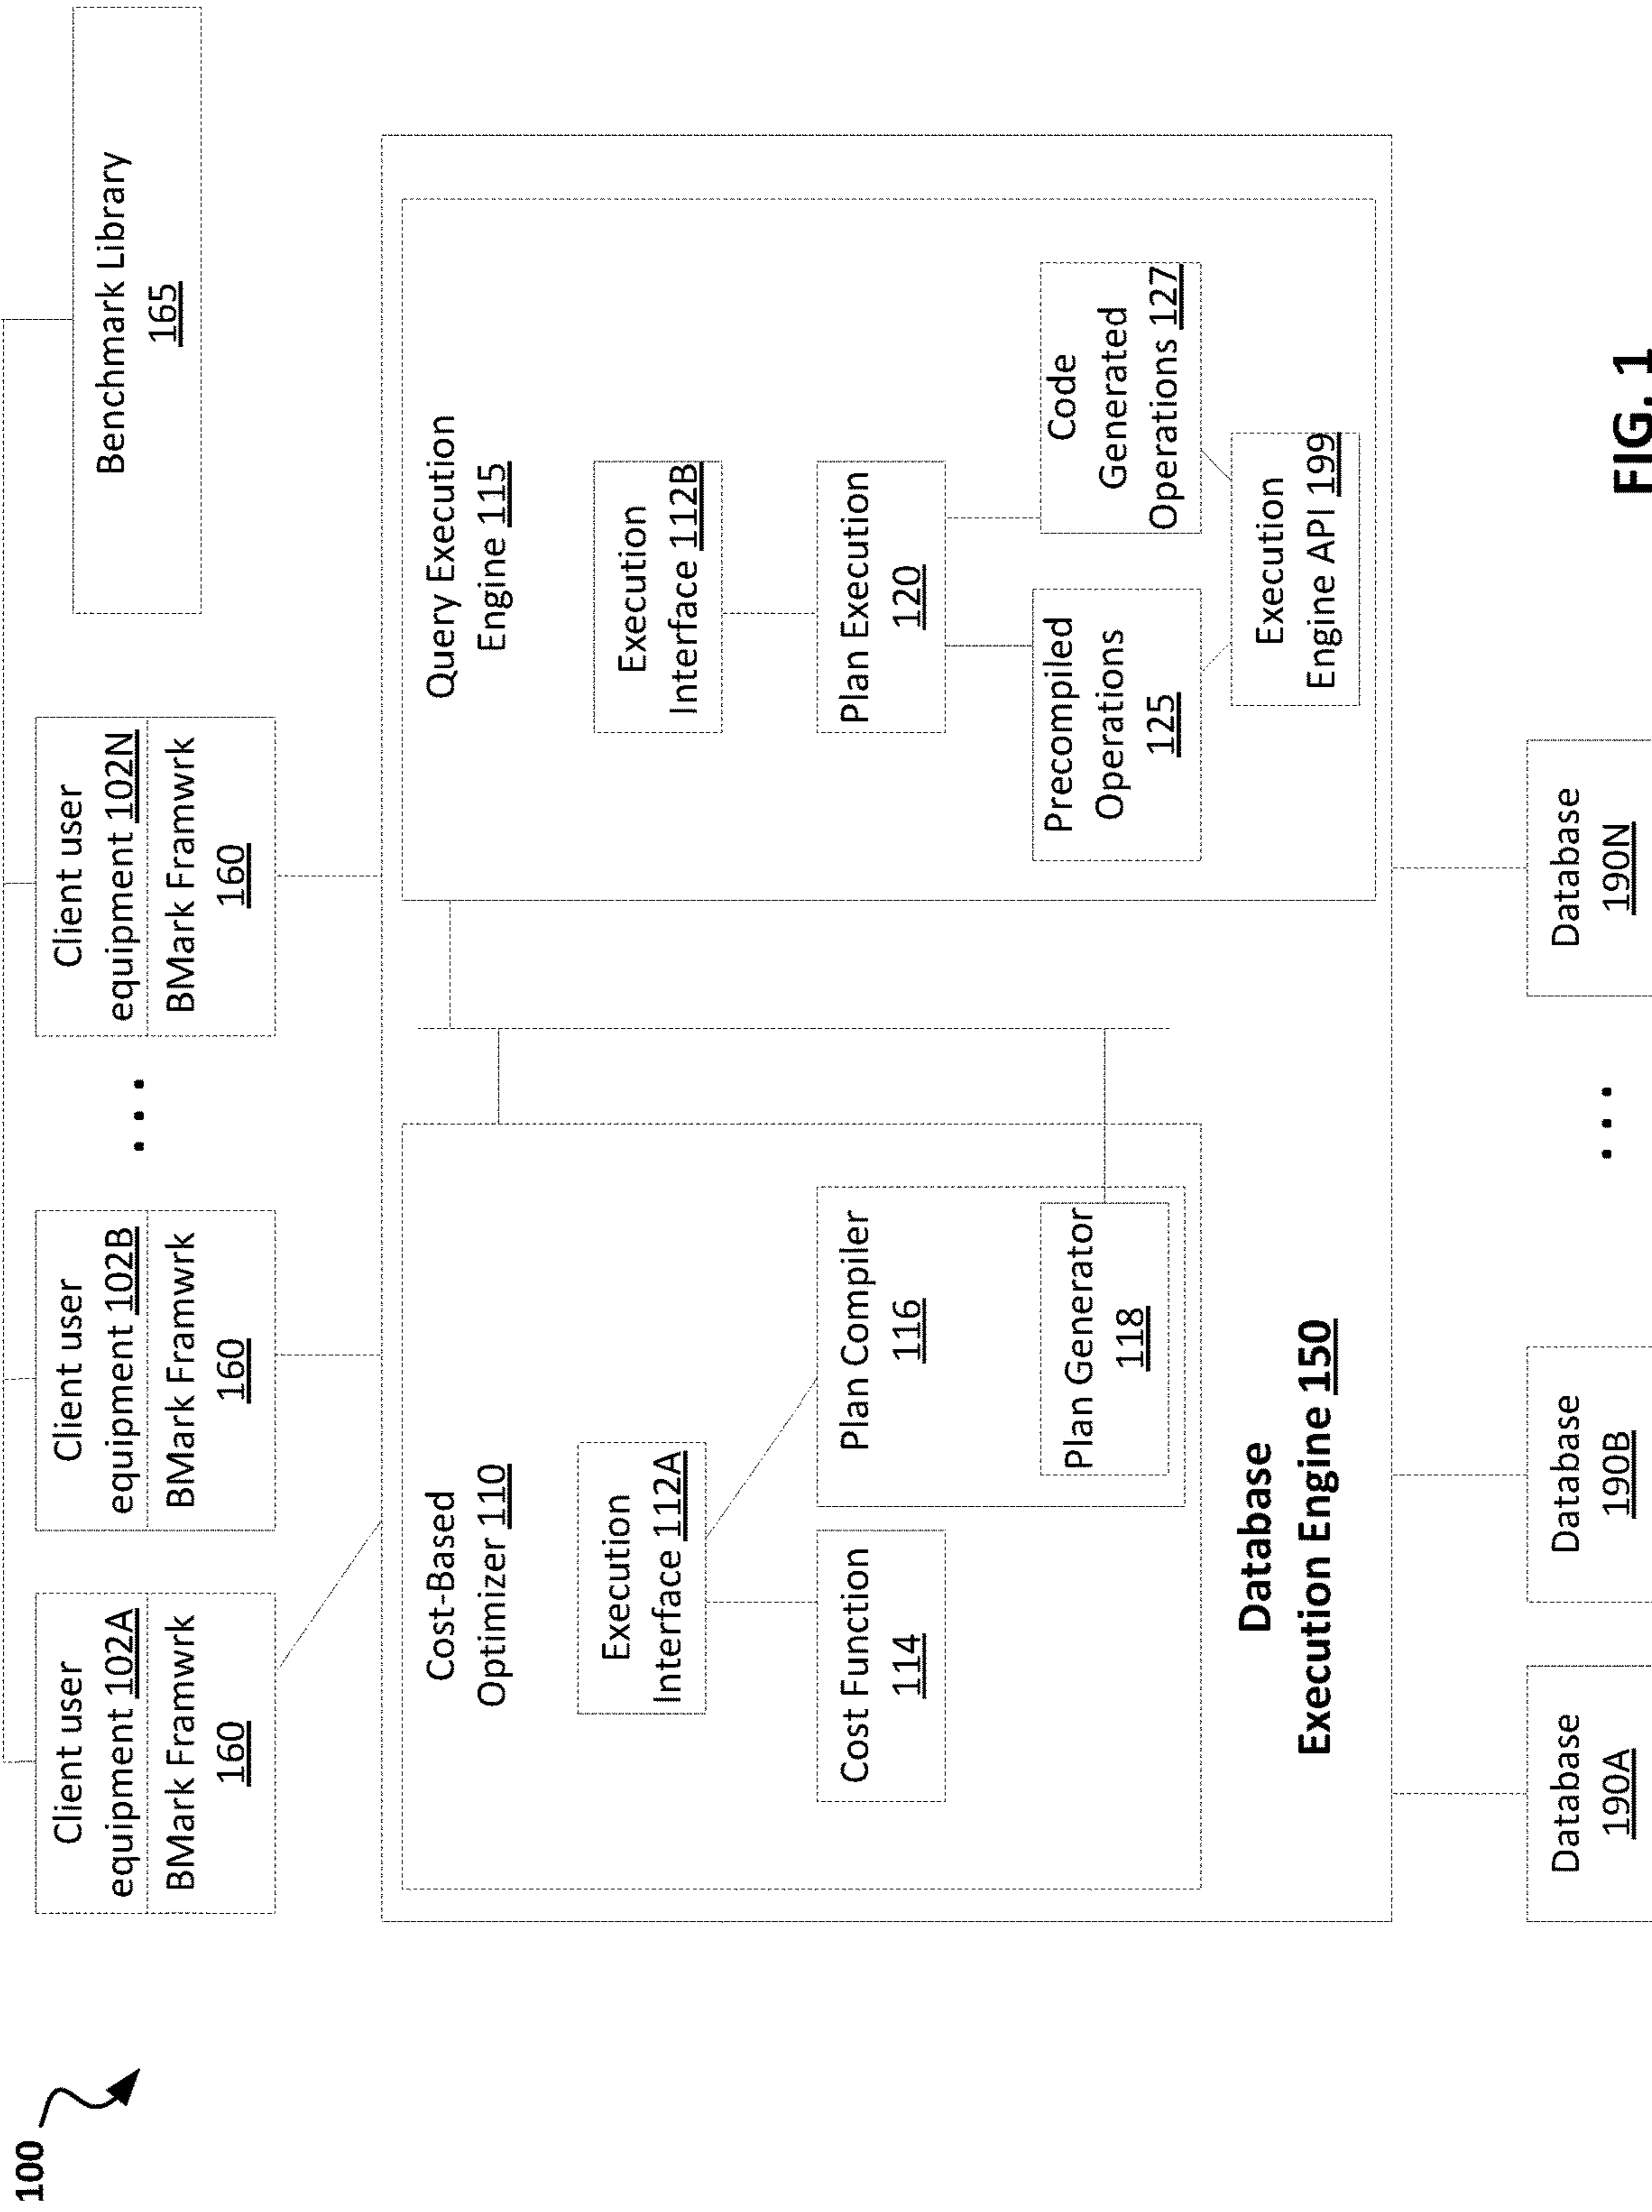 100
Client user
equipment 102A
BMark Framwrk
160
Client user
equipment 102B
BMark Framwrk
160
...
Client user
equipment 102N
BMark Framwrk
160
Benchmark Library
165
Cost-Based
Optimizer 110
Execution
Interface 112A
Cost Function
114
Plan Compiler
116
Plan Generator
118
Query Execution
Engine 115
Execution
Interface 112B
Plan Execution
120
Precompiled
Operations
125
Code
Generated
Operations 127
Execution
Engine API 199
Database
Execution Engine 150
Database
190A
Database
190B
...
Database
190N
FIG. 1